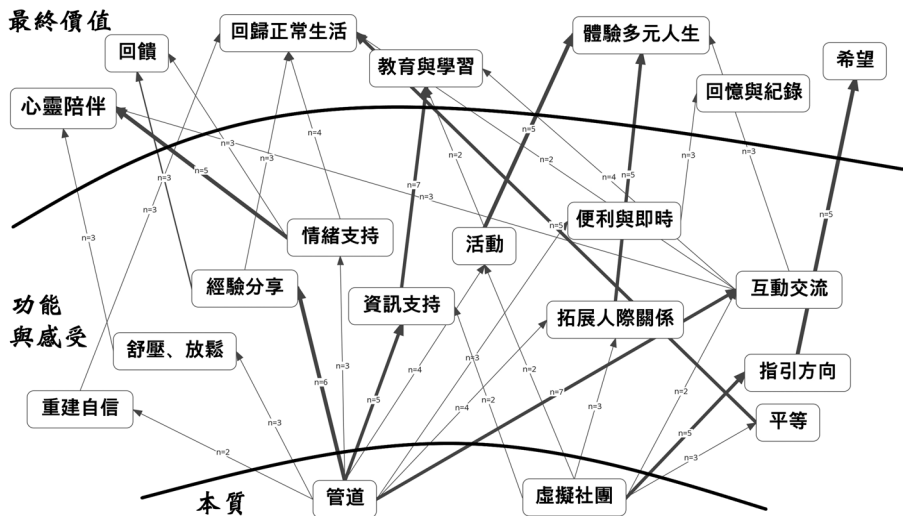 最終價值
回饋
回歸正常生活
教育與學習
體驗多元人生
希望
回憶與紀錄
心靈陪伴
n=5
n=4
n=2
n=5
n=3
n=3
n=3
n=2
n=3
n=5
n=4
n=3
n=7
n=3
n=5
n=3
情緒支持
活動
便利與即時
n=5
n=5
n=3
功能
與感受
經驗分享
資訊支持
拓展人際關係
互動交流
舒壓、放鬆
指引方向
重建自信
平等
n=3
n=4
n=2
n=3
n=6
n=5
n=7
n=2
n=4
n=2
n=3
n=3
n=5
n=2
n=3
本質
管道
虛擬社團